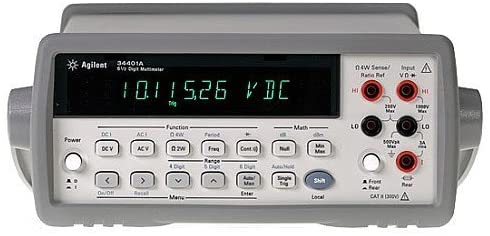 Agilent
34401A
6½ Digit Multimeter
10.115,26 VDC
Trig
Ω 4W Sense/
Ratio Ref
Input
V Ω
HI
HI
200V
Max
1000V
Max
LO
LO
500Vpk
Max
3A
rms
Power
Function
Math
DC I
AC I
Ω 4W
Period
dB
dBm
DC V
AC V
Ω 2W
Freq
Cont
Null
Min
Max
Range
4 Digit
5 Digit
6 Digit
Auto/Hold
<
>
Auto/
Man
Single
Trig
Shift
On/Off
Recall
Menu
Enter
Local
Front
Rear
I
Fuse
CAT II (300V)